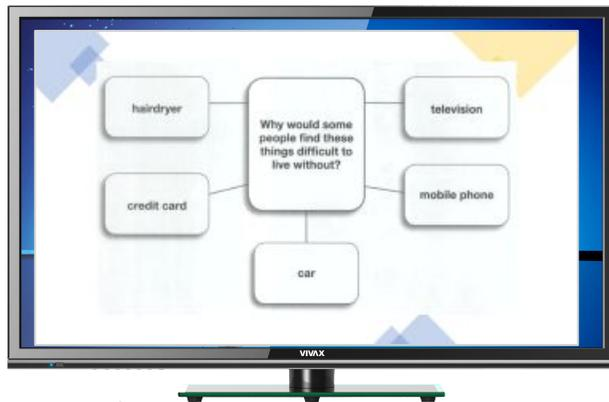 hairdryer
television
Why would some
people find these
things difficult to
live without?
credit card
mobile phone
car
VIVAX